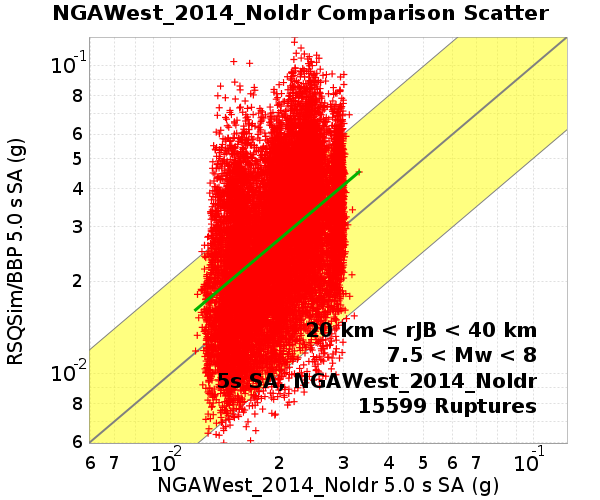 NGAWest_2014_NoIdr Comparison Scatter
RSQSim/BBP 5.0 s SA (g)
10-1
8
6
5
4
3
2
10-2
8
6
20 km < rJB < 40 km
7.5 < Mw < 8
5s SA, NGAWest_2014_NoIdr
15599 Ruptures
6 7 10-2 2 3 4 5 6 7 10-1
NGAWest_2014_NoIdr 5.0 s SA (g)